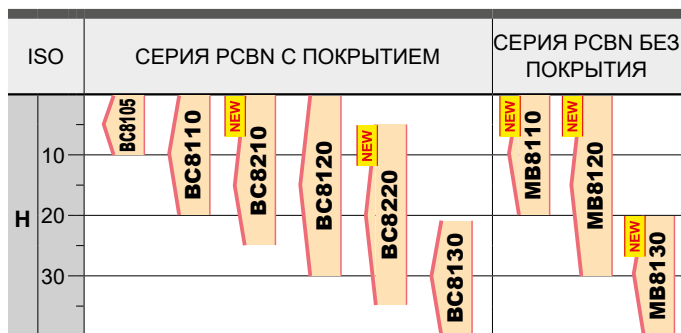 ISO
СЕРИЯ PCBN С ПОКРЫТИЕМ
СЕРИЯ PCBN БЕЗ
ПОКРЫТИЯ
H
10
20
30
BC8105
BC8110
NEW
BC8210
BC8120
NEW
BC8220
BC8130
NEW
MB8110
NEW
MB8120
NEW
MB8130